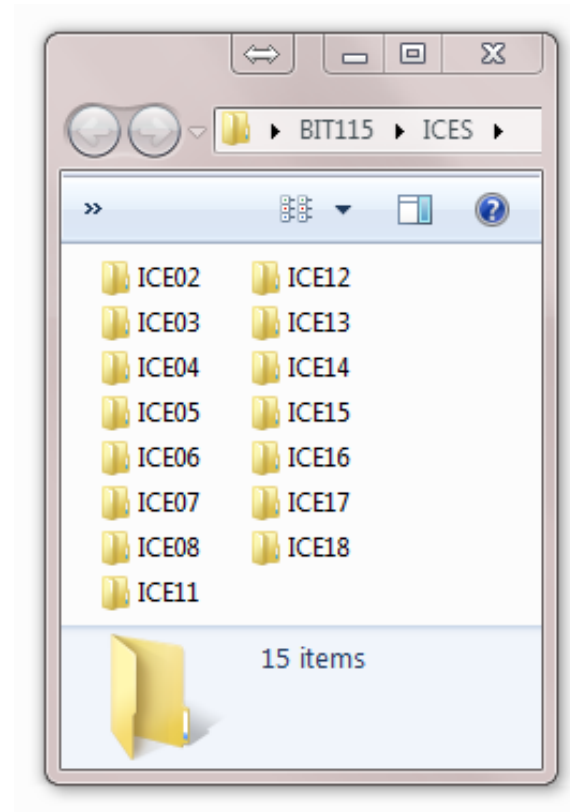 BIT115 ▸ ICES ▸
»
ICE02
ICE03
ICE04
ICE05
ICE06
ICE07
ICE08
ICE11
ICE12
ICE13
ICE14
ICE15
ICE16
ICE17
ICE18
15 items